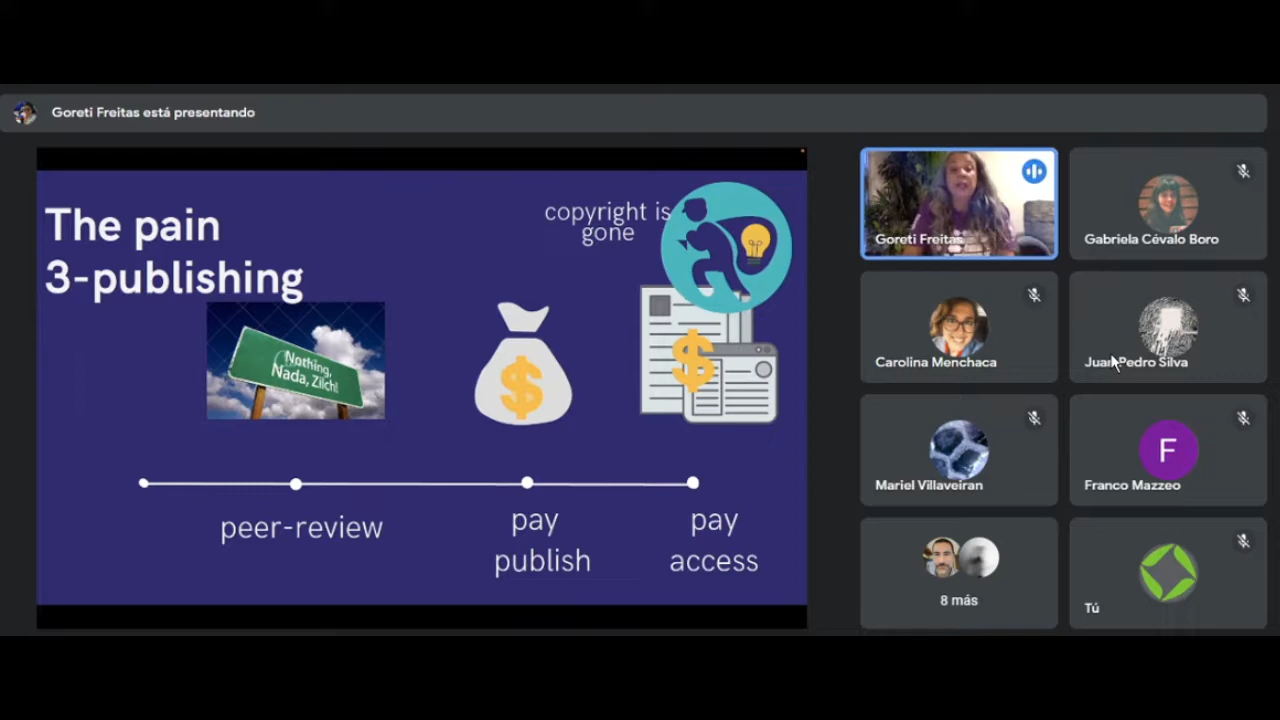 Goreti Freitas está presentando
The pain
3-publishing
copyright is
gone
Nothing,
Nada, Zilch!
peer-review
pay
publish
pay
access
Goreti Freitas
Gabriela Cévalo Boro
Carolina Menchaca
Juan Pedro Silva
Mariel Villaveiran
F
Franco Mazzeo
8 más
Tú